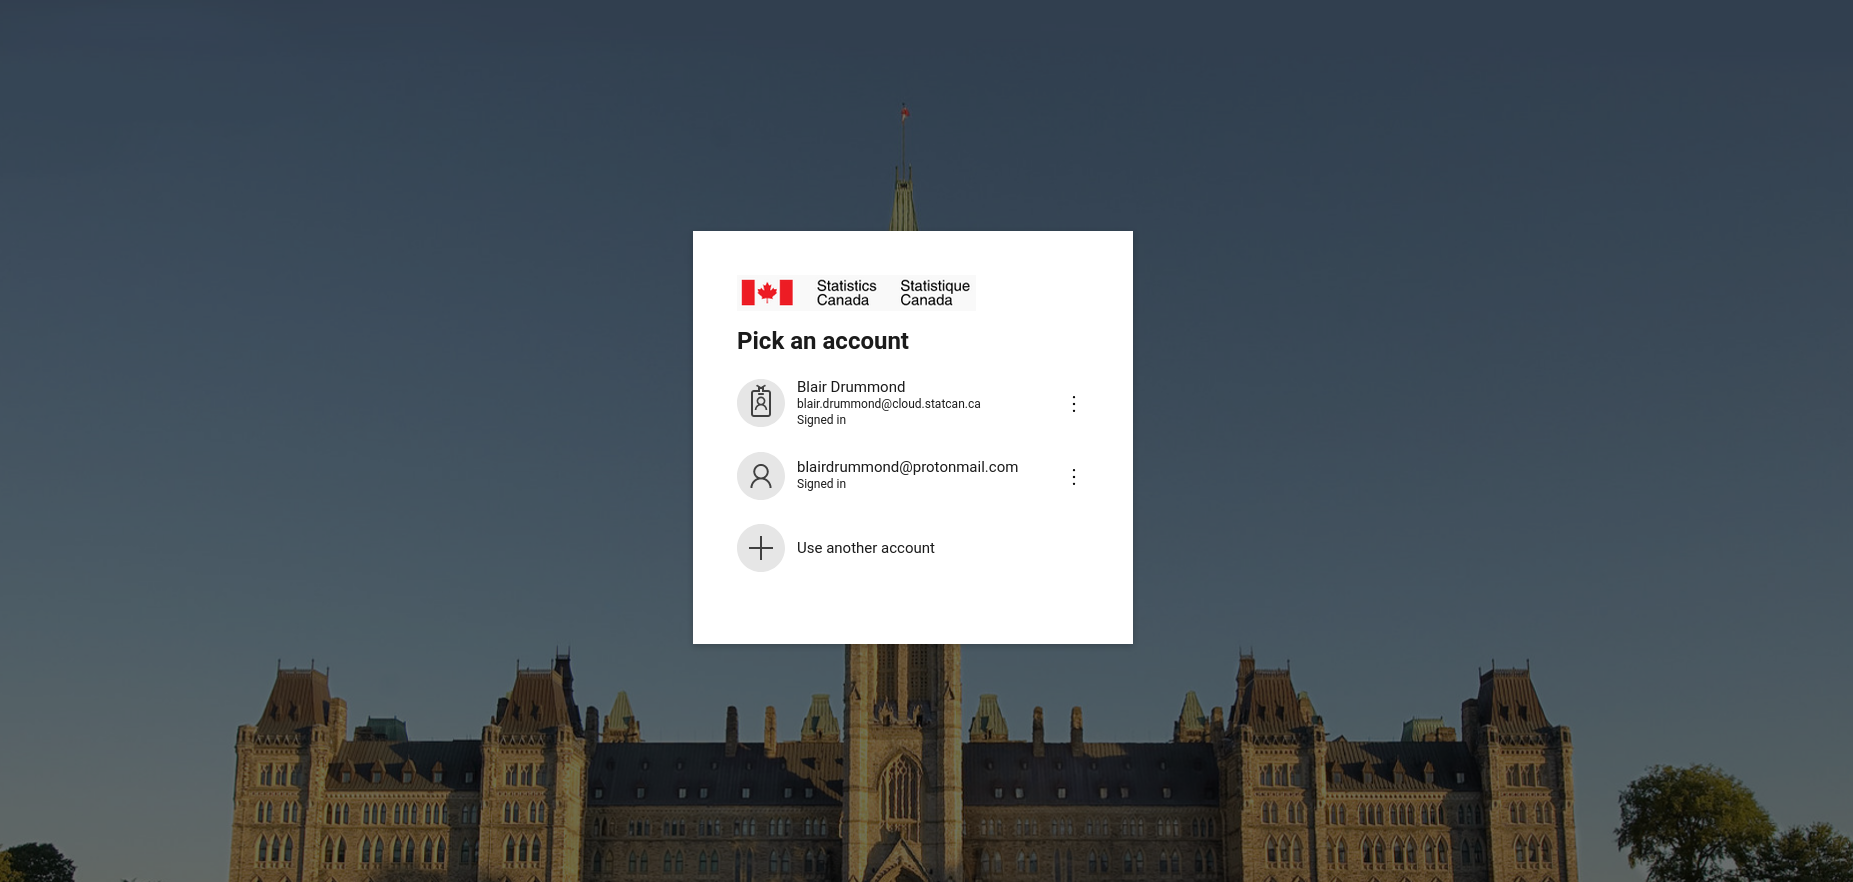 Statistics Statistique
Canada Canada
Pick an account
Blair Drummond
blair.drummond@cloud.statcan.ca
Signed in
blairdrummond@protonmail.com
Signed in
Use another account